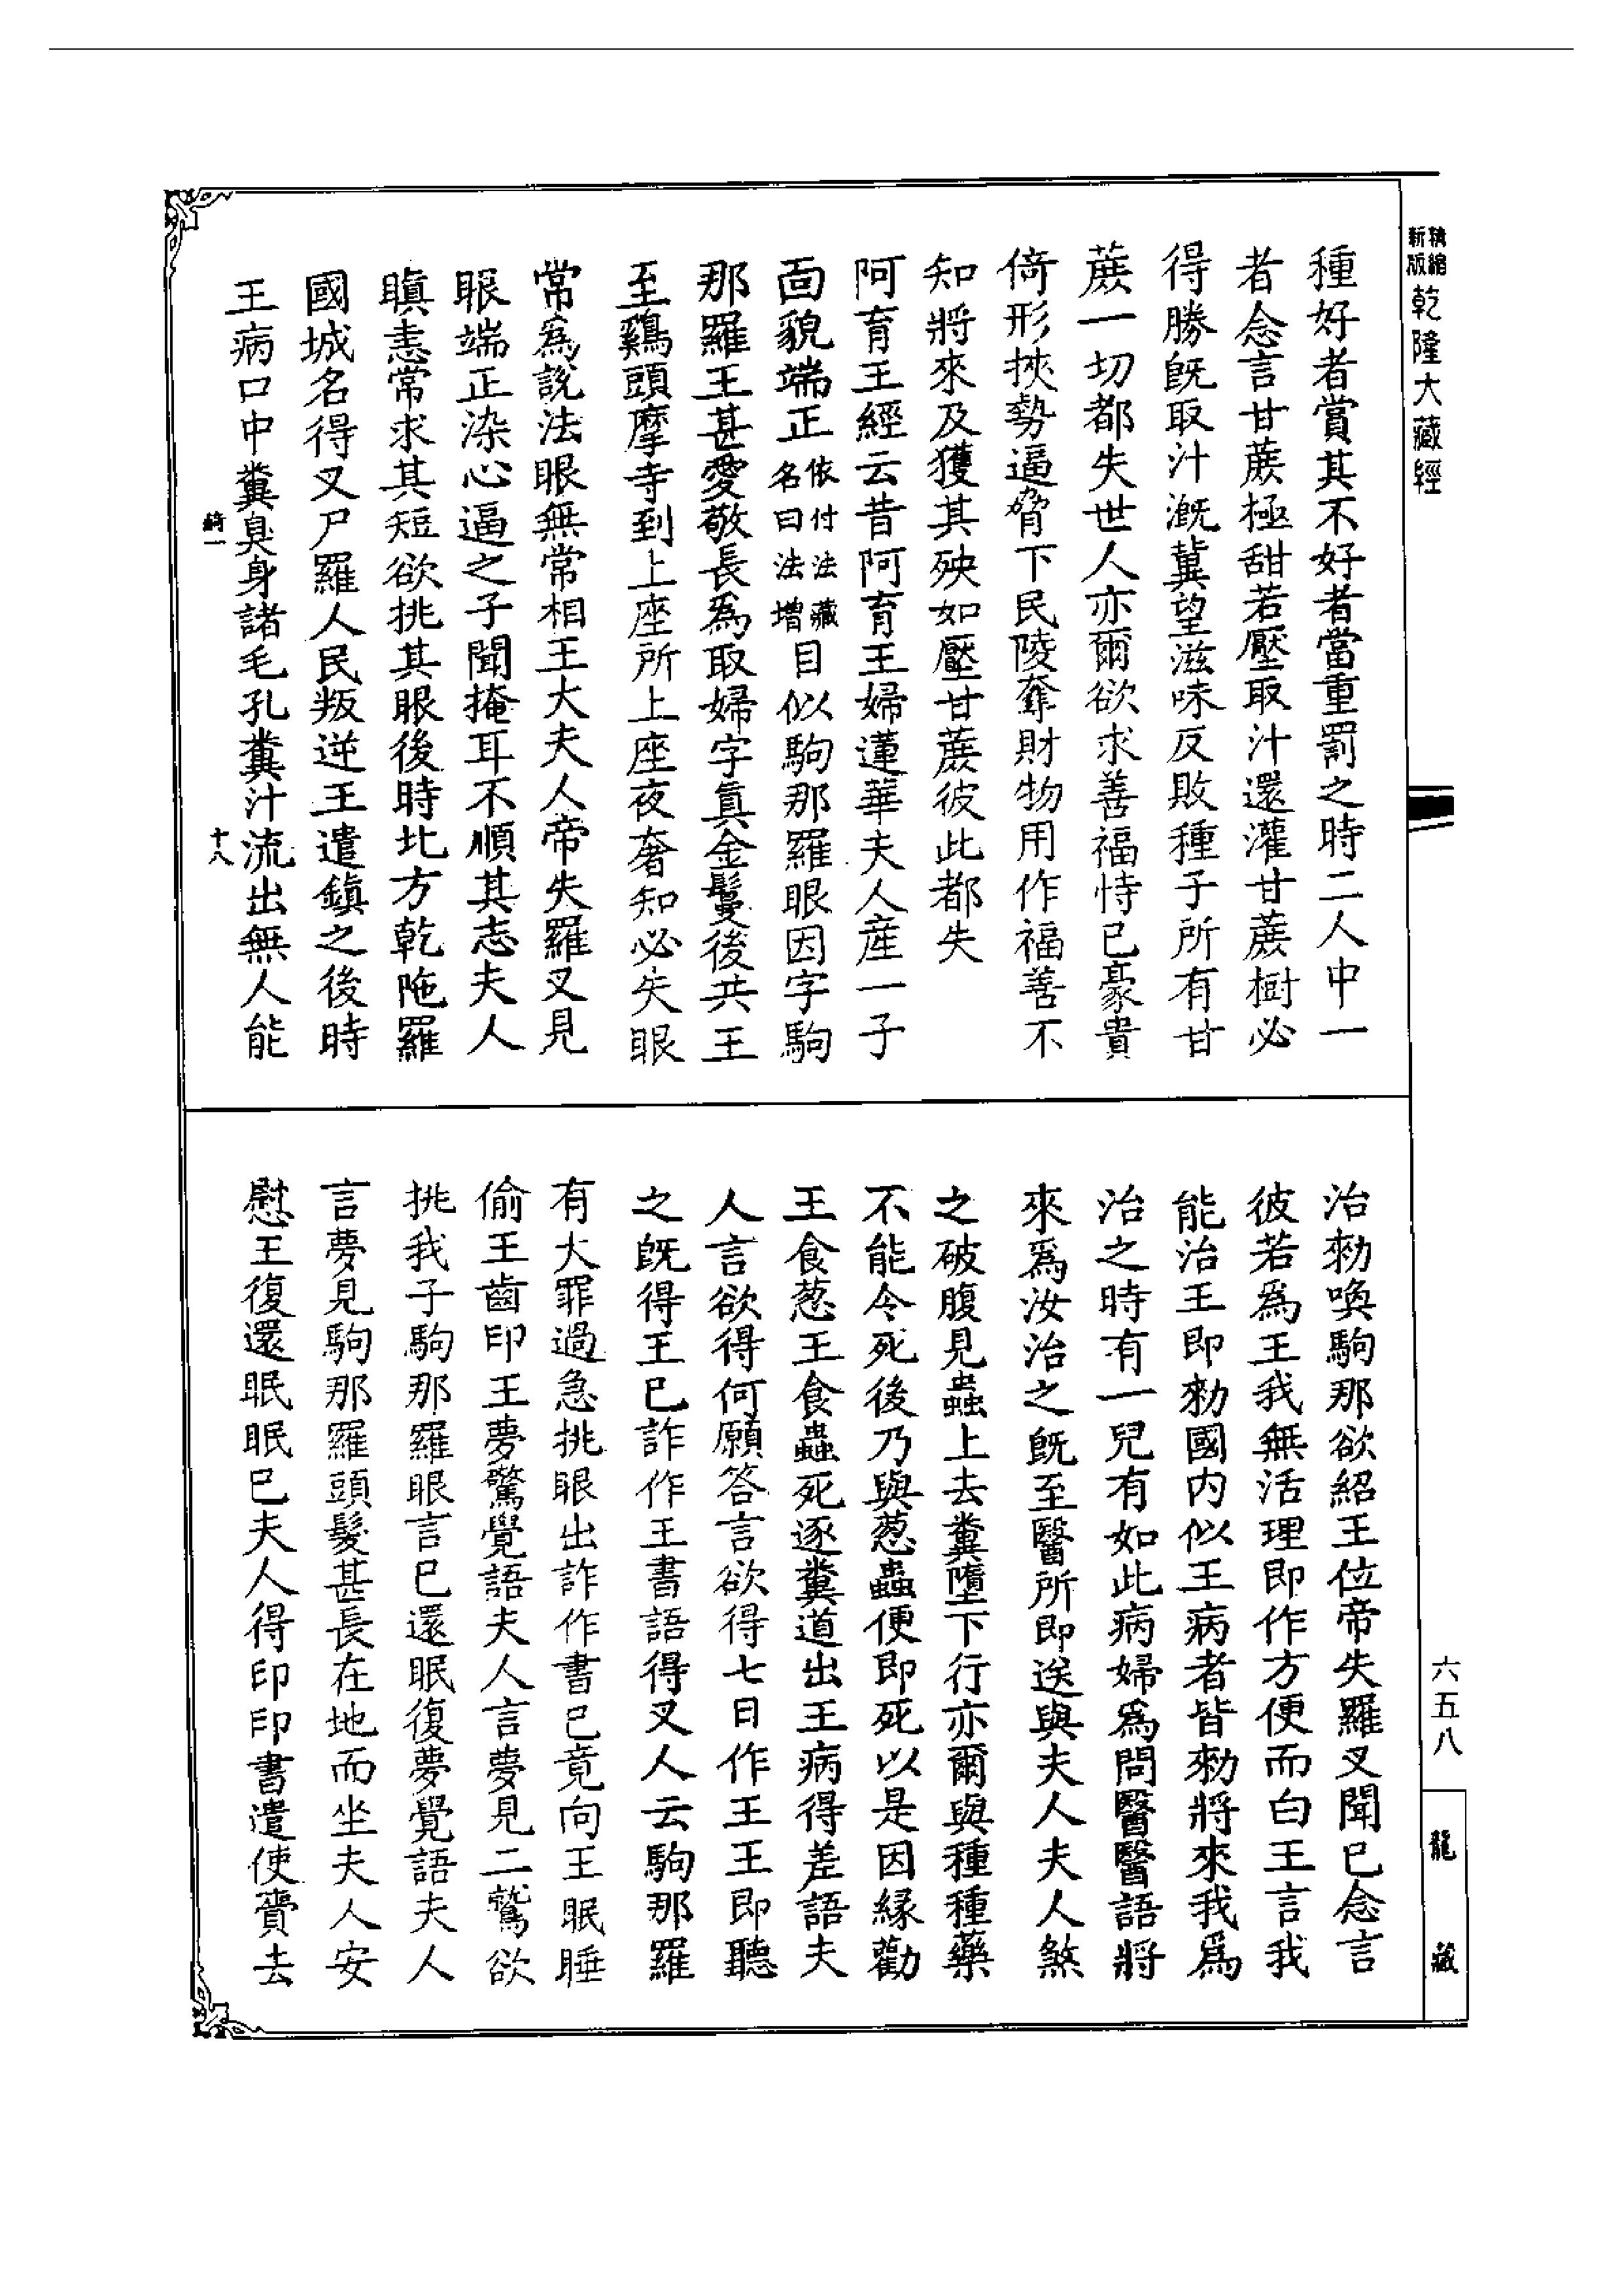 精縮新版乾隆大藏經
種好者賞其不好者當重罰之時二人中一
者念言甘蔗極甜若壓取汁還灌甘蔗樹必
得勝旣取汁漑冀望滋味反敗種子所有甘
蔗一切都失世人亦爾欲求善福恃已豪貴
倚形挾勢逼脅下民陵奪財物用作福善不
知將來及獲其殃如壓甘蔗彼此都失
阿育王經云昔阿育王婦蓮華夫人産一子
面貌端正依付法藏名曰法增目似駒那羅眼因字駒
那羅王甚愛敬長爲取婦字眞金鬘後共王
至鷄頭摩寺到上座所上座夜奢知必失眼
常爲說法眼無常相王大夫人帝失羅叉見
眼端正染心逼之子聞掩耳不順其志夫人
瞋恚常求其短欲挑其眼後時北方乾陁羅
國城名得叉尸羅人民叛逆王遣鎭之後時
王病口中糞臭身諸毛孔糞汁流出無人能
綺一
十八
治勑喚駒那欲紹王位帝失羅叉聞已念言
彼若爲王我無活理即作方便而白王言我
能治王即勑國内似王病者皆勑將來我爲
治之時有一兒有如此病婦爲問醫醫語將
來爲汝治之旣至醫所即送與夫人夫人煞
之破腹見蟲上去糞墮下行亦爾與種種藥
不能令死後乃與葱蟲便即死以是因緣勸
王食葱王食蟲死逐糞道出王病得差語夫
人言欲得何願答言欲得七日作王王即聽
之旣得王已詐作王書語得叉人云駒那羅
有大罪過急挑眼出詐作書已竟向王眠睡
偷王齒印王夢驚覺語夫人言夢見二鷲欲
挑我子駒那羅眼言已還眠復夢覺語夫人
言夢見駒那羅頭髮甚長在地而坐夫人安
慰王復還眠眠已夫人得印印書遣使賷去
六五八
龍藏